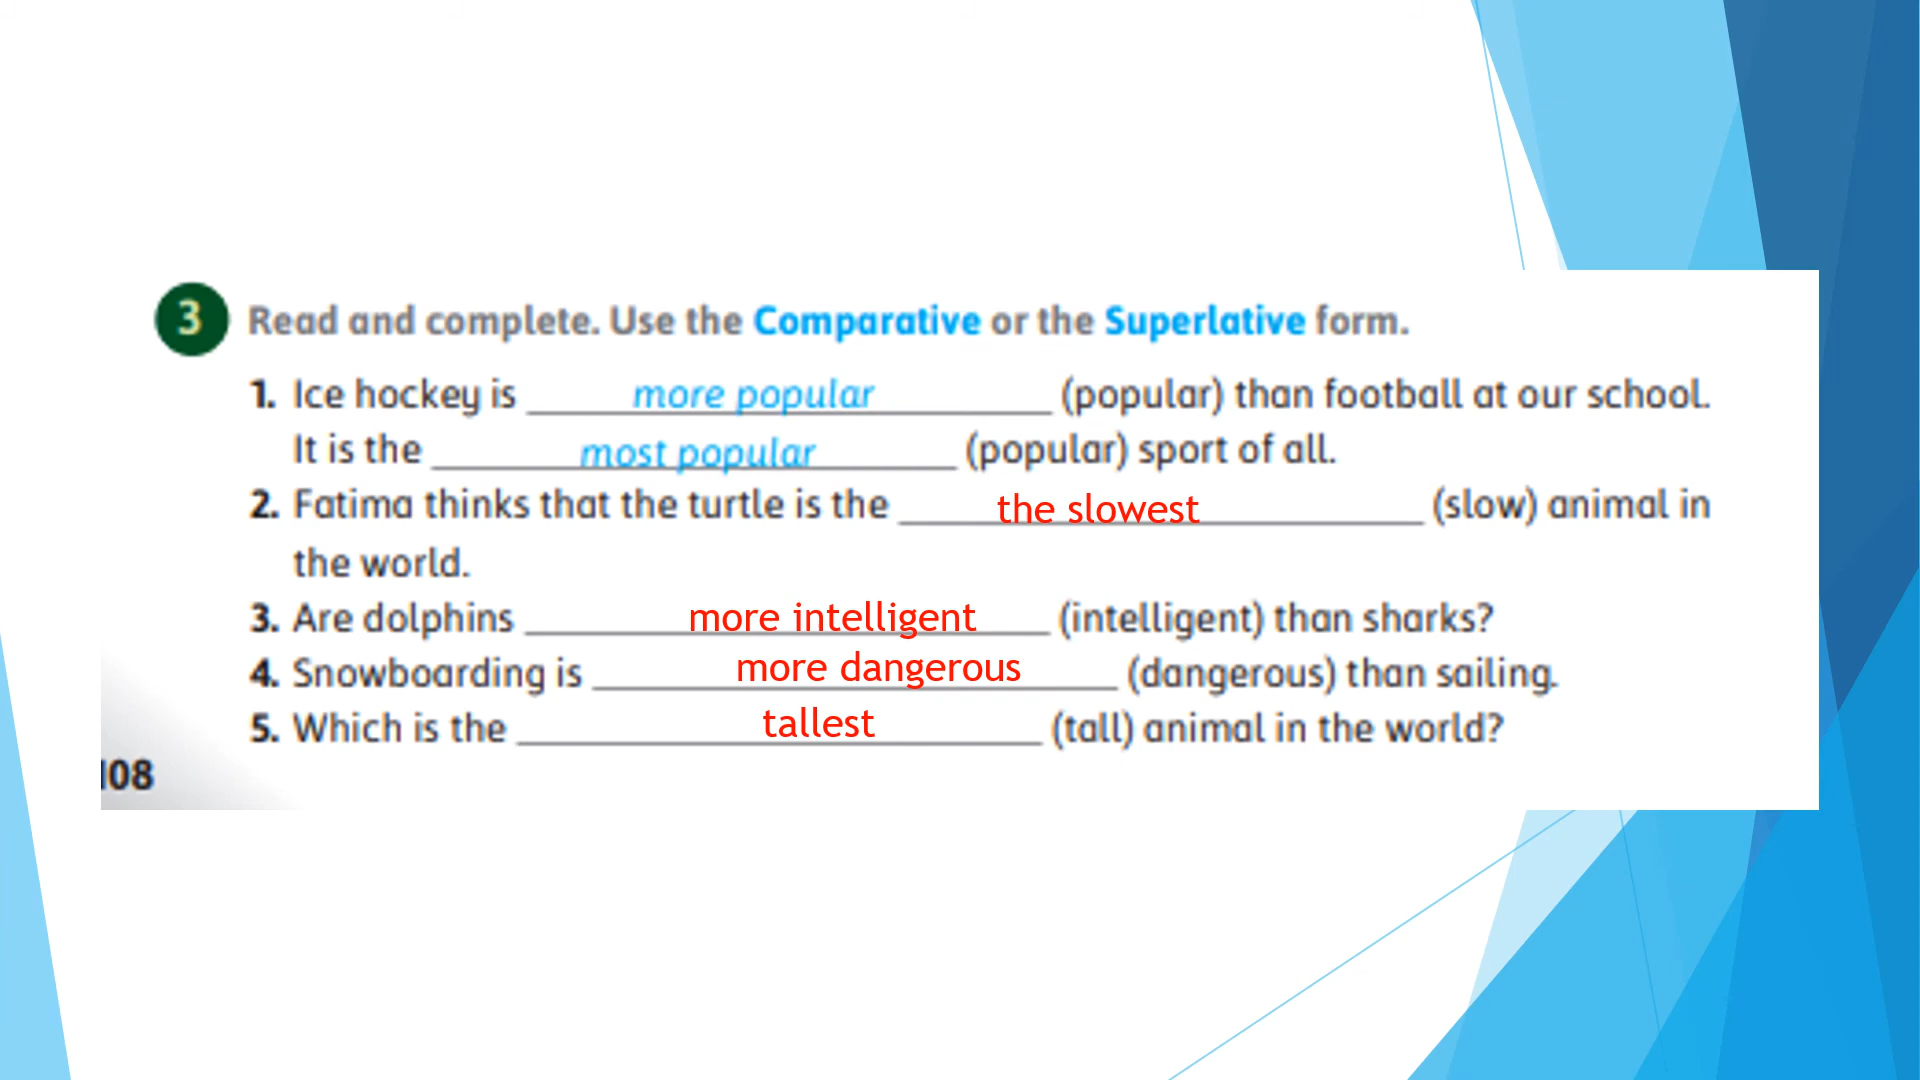 3 Read and complete. Use the Comparative or the Superlative form.
1. Ice hockey is more popular (popular) than football at our school.
It is the most popular (popular) sport of all.
2. Fatima thinks that the turtle is the the slowest (slow) animal in
the world.
3. Are dolphins more intelligent (intelligent) than sharks?
4. Snowboarding is more dangerous (dangerous) than sailing.
5. Which is the tallest (tall) animal in the world?
108